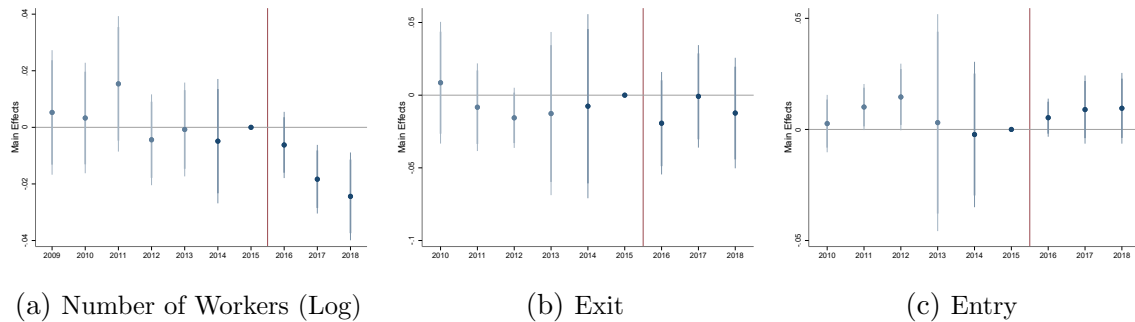 Main Effects
.04
.02
0
-.02
-.04
2009 2010 2011 2012 2013 2014 2015 2016 2017 2018
(a) Number of Workers (Log)
Main Effects
.05
0
-.05
-.1
2010 2011 2012 2013 2014 2015 2016 2017 2018
(b) Exit
Main Effects
.05
0
-.05
2010 2011 2012 2013 2014 2015 2016 2017 2018
(c) Entry